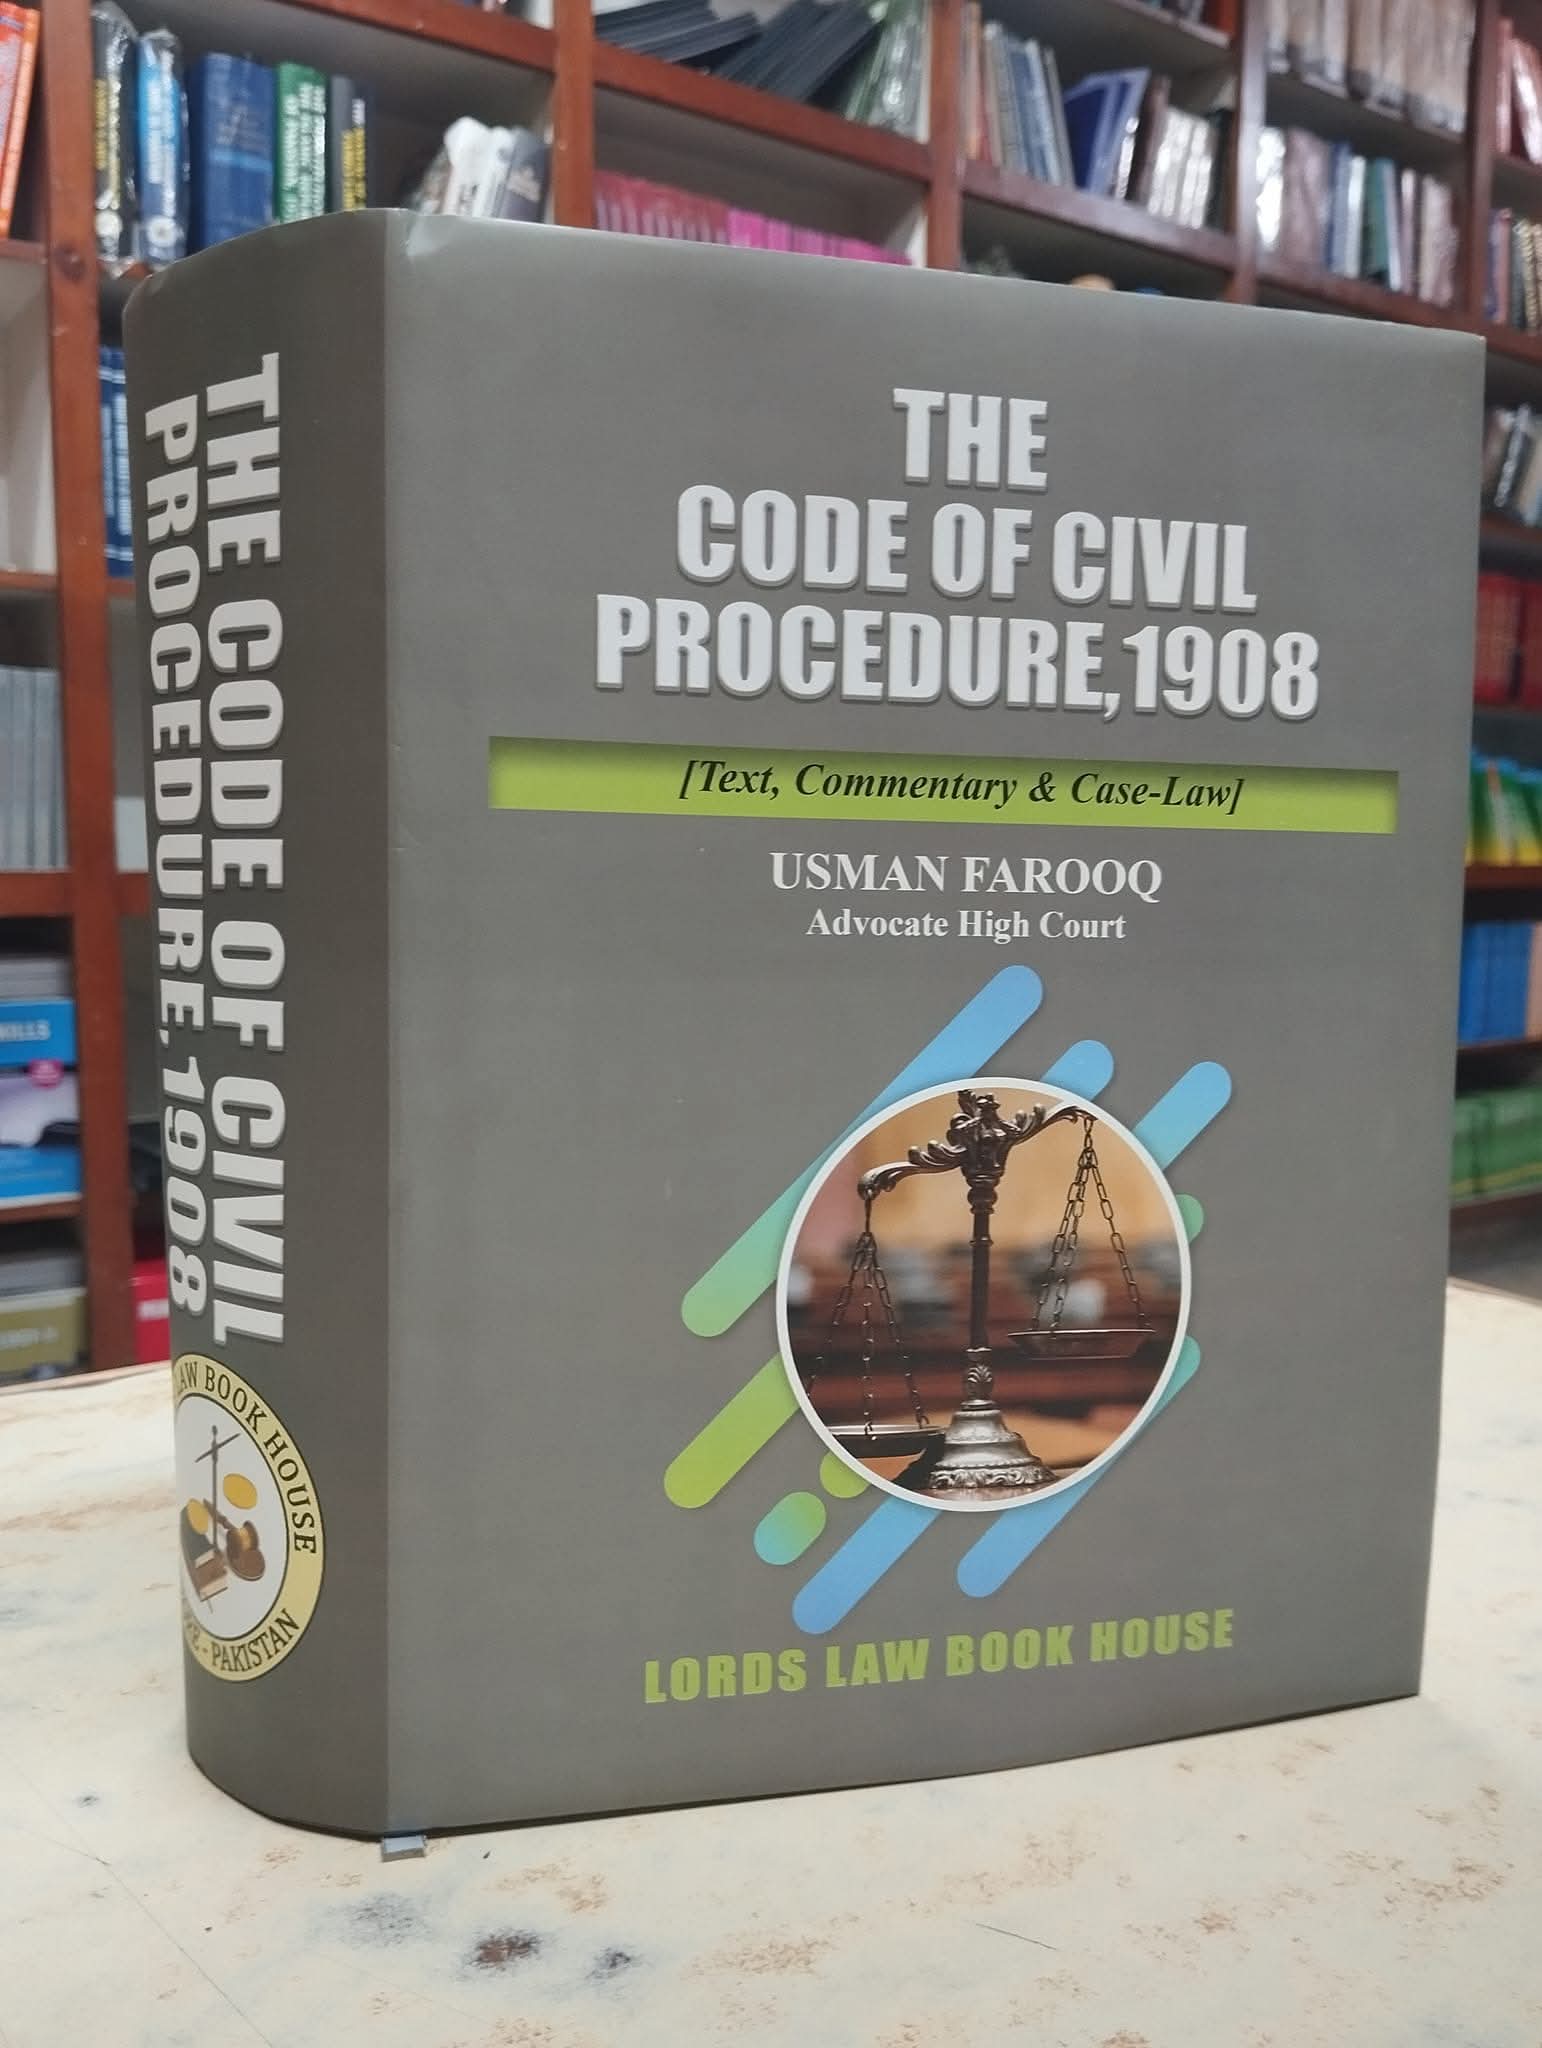 THE
CODE OF CIVIL
PROCEDURE, 1908
[Text, Commentary & Case-Law]
USMAN FAROOQ
Advocate High Court
LORDS LAW BOOK HOUSE
THE CODE OF CIVIL
PROCEDURE, 1908
LAW BOOK HOUSE
- PAKISTAN